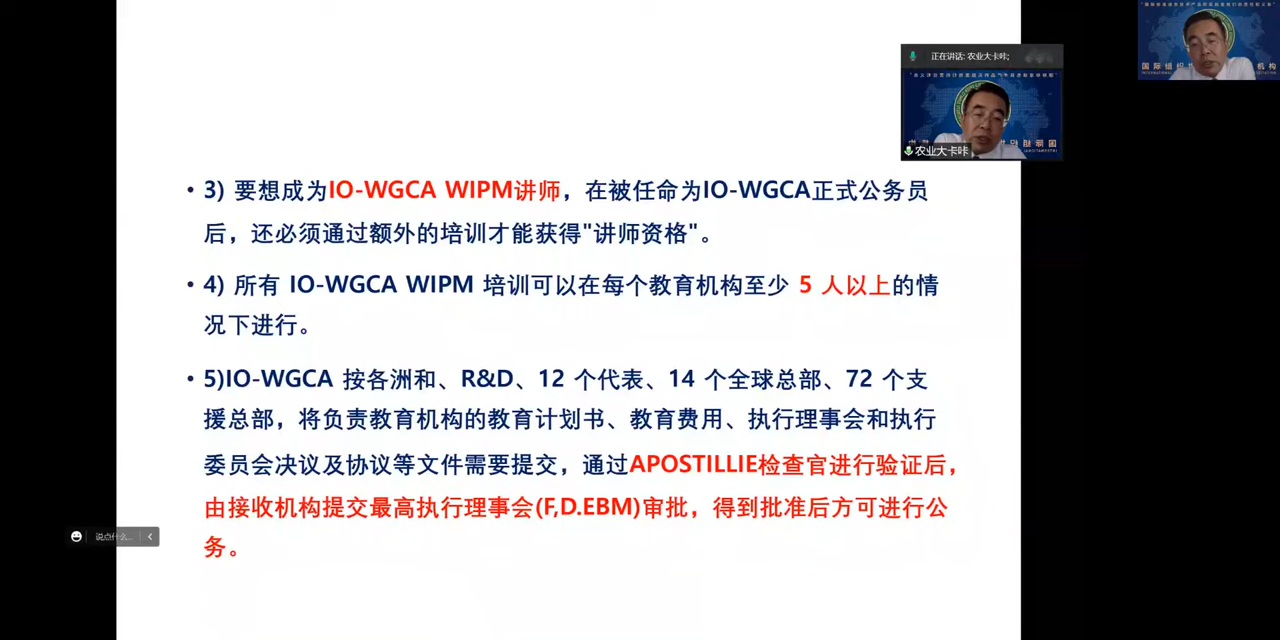 正在讲话: 农业大卡咔;
农业大卡咔
• 3) 要想成为IO-WGCA WIPM讲师，在被任命为IO-WGCA正式公务员
后，还必须通过额外的培训才能获得"讲师资格"。
• 4) 所有 IO-WGCA WIPM 培训可以在每个教育机构至少 5 人以上的情
况下进行。
• 5)IO-WGCA 按各洲和、R&D、12 个代表、14 个全球总部、72 个支
援总部，将负责教育机构的教育计划书、教育费用、执行理事会和执行
委员会决议及协议等文件需要提交，通过APOSTILLIE检查官进行验证后，
由接收机构提交最高执行理事会(F,D.EBM)审批，得到批准后方可进行公
务。
说点什么...
国际组织
机构